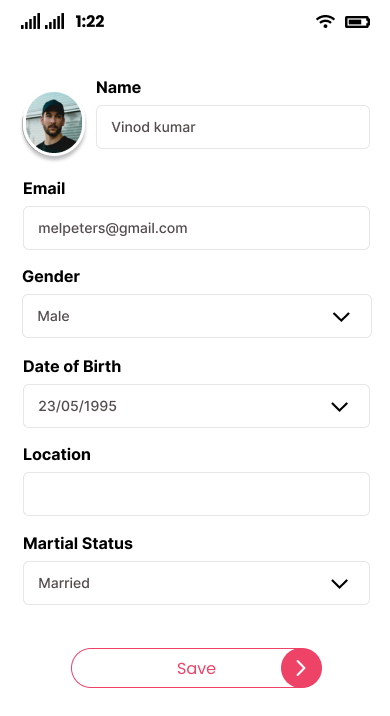 1:22
Name
Vinod kumar
Email
melpeters@gmail.com
Gender
Male
Date of Birth
23/05/1995
Location
Martial Status
Married
Save